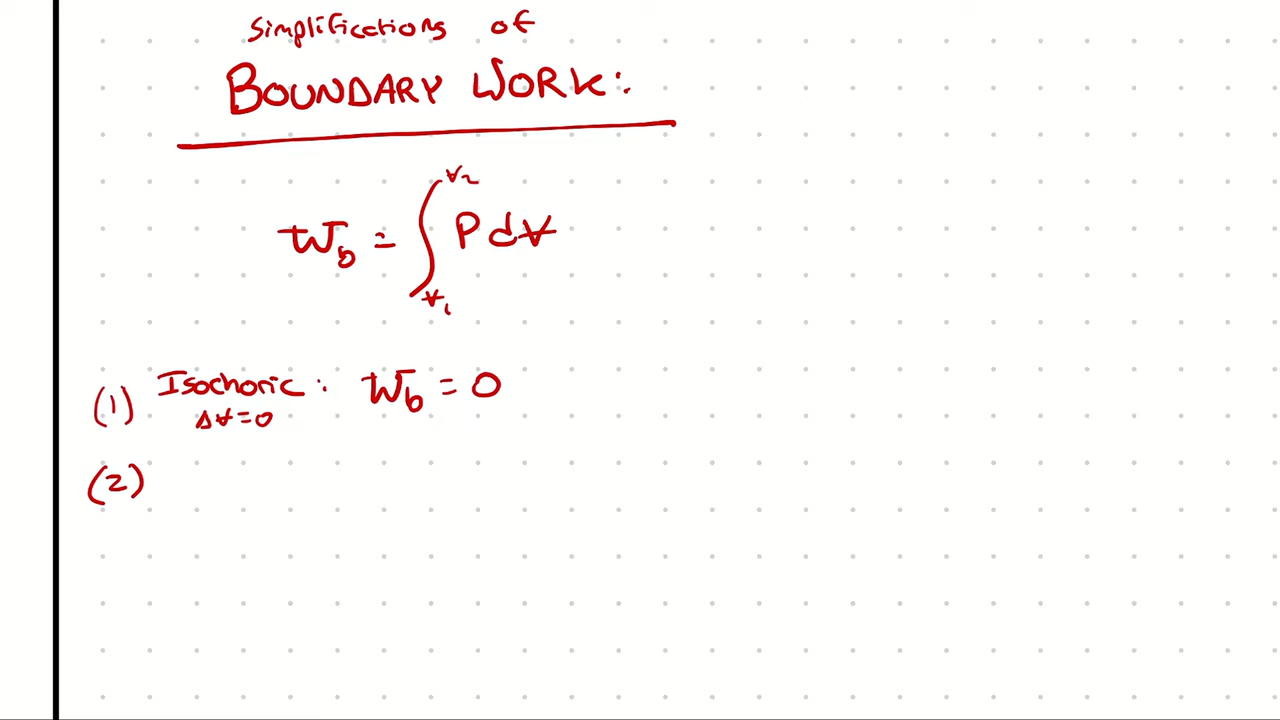 Simplifications of
BOUNDARY WORK:
W_b = ∫_{V₁}^{V₂} P dV
(1) Isochoric : W_b = 0
ΔV = 0
(2)